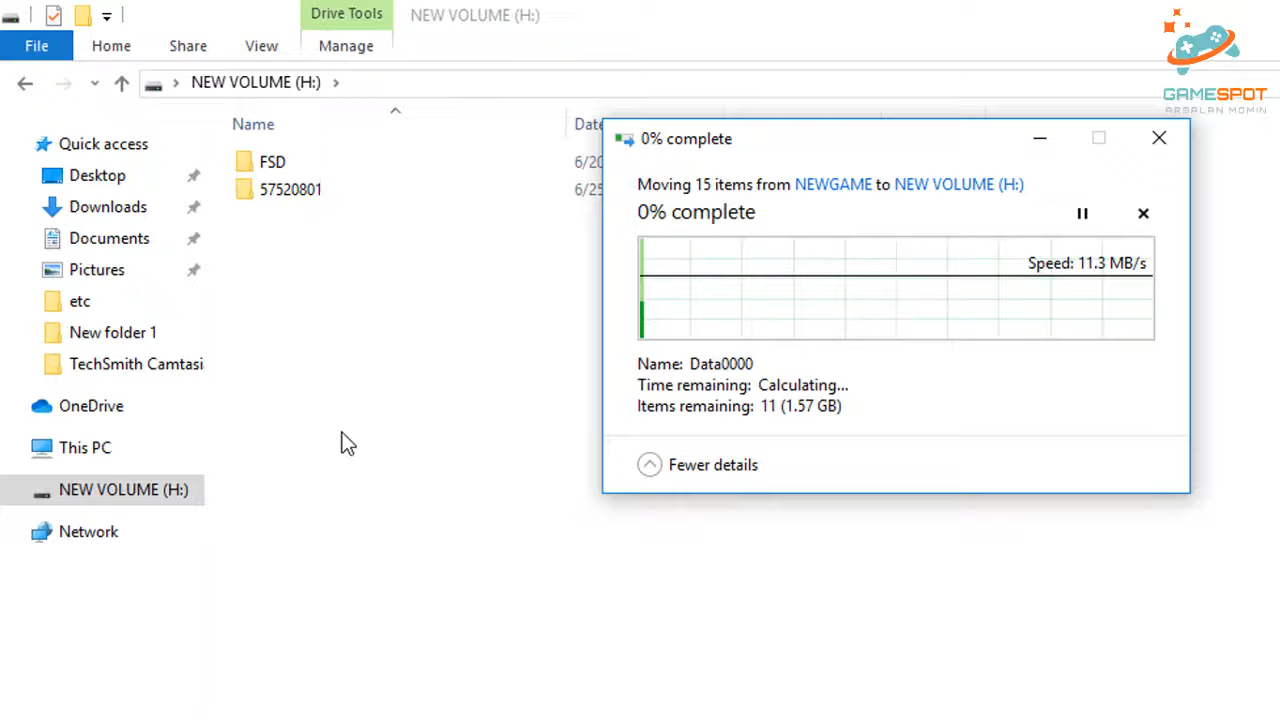 Drive Tools
NEW VOLUME (H:)
File
Home
Share
View
Manage
NEW VOLUME (H:)
GAMESPOT
ARBALAN MOMIN
Name
Date
FSD
6/20
57520801
6/25
Quick access
Desktop
Downloads
Documents
Pictures
etc
New folder 1
TechSmith Camtasi
OneDrive
This PC
NEW VOLUME (H:)
Network
0% complete
Moving 15 items from NEWGAME to NEW VOLUME (H:)
0% complete
Speed: 11.3 MB/s
Name: Data0000
Time remaining: Calculating...
Items remaining: 11 (1.57 GB)
Fewer details